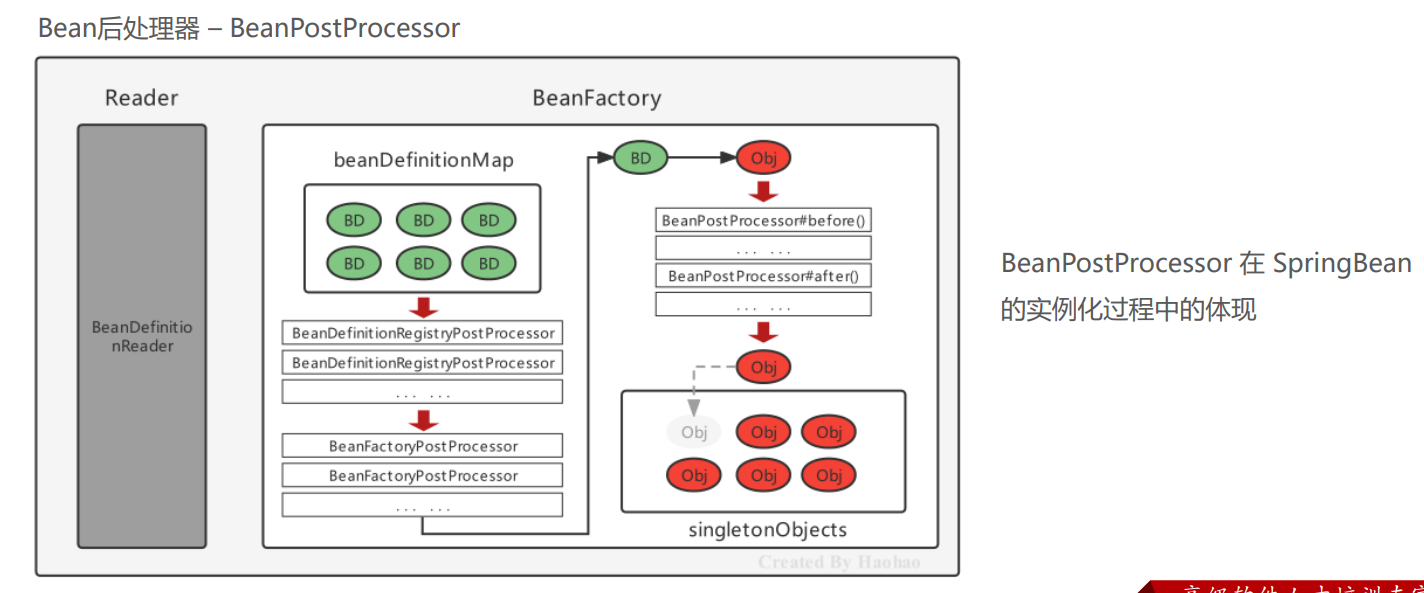 Bean后处理器 – BeanPostProcessor
Reader
BeanDefinitio
nReader
BeanFactory
beanDefinitionMap
BD BD BD
BD BD BD
BeanDefinitionRegistryPostProcessor
BeanDefinitionRegistryPostProcessor
... ...
BeanFactoryPostProcessor
BeanFactoryPostProcessor
... ...
BD Obj
BeanPostProcessor#before()
... ...
BeanPostProcessor#after()
... ...
Obj
Obj Obj Obj
Obj Obj Obj
singletonObjects
Created By Haohao
BeanPostProcessor 在 SpringBean
的实例化过程中的体现